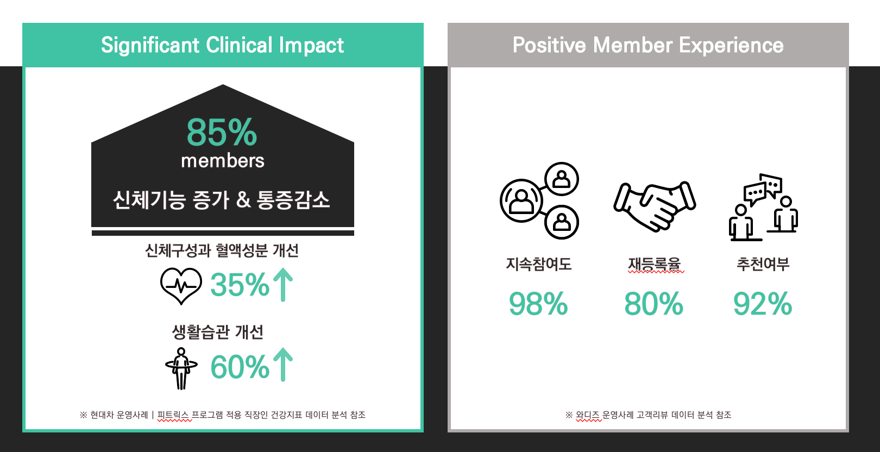 Significant Clinical Impact
85%
members
신체기능 증가 & 통증감소
신체구성과 혈액성분 개선
35%
생활습관 개선
60%
※ 현대차 운영사례 | 피트릭스 프로그램 적용 직장인 건강지표 데이터 분석 참조
Positive Member Experience
지속참여도 재등록율 추천여부
98% 80% 92%
※ 와디즈 운영사례 고객리뷰 데이터 분석 참조